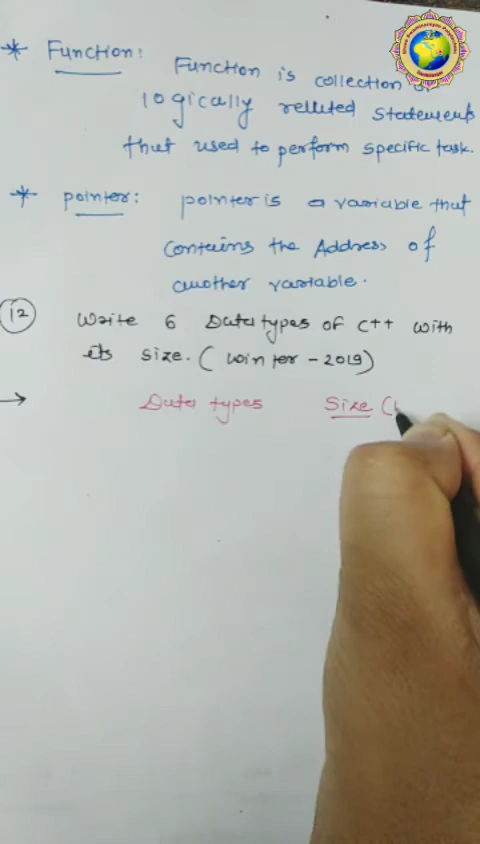 * Function: Function is collection
logically rellited statements
that used to perform specific task.
* pointer: pointer is a variable that
contains the Address of
another variable.
12 Write 6 Data types of C++ with
its size. (Winter - 2019)
→ Data types Size (